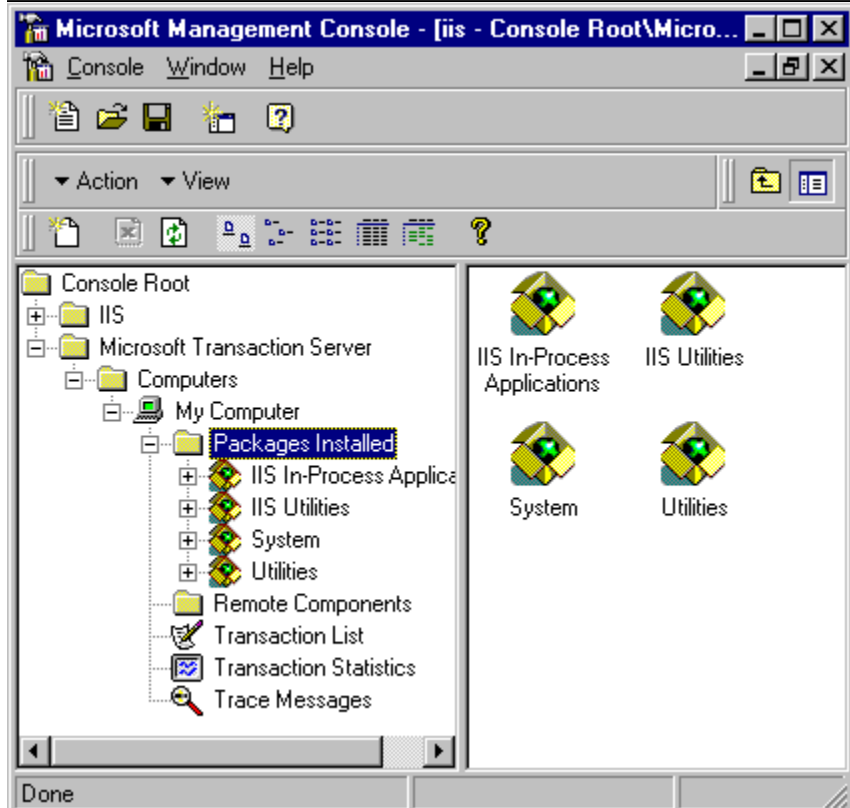 Microsoft Management Console - [iis - Console Root\Micro...
Console Window Help
Action View
Console Root
IIS
Microsoft Transaction Server
Computers
My Computer
Packages Installed
IIS In-Process Applica
IIS Utilities
System
Utilities
Remote Components
Transaction List
Transaction Statistics
Trace Messages
IIS In-Process
Applications
IIS Utilities
System
Utilities
Done